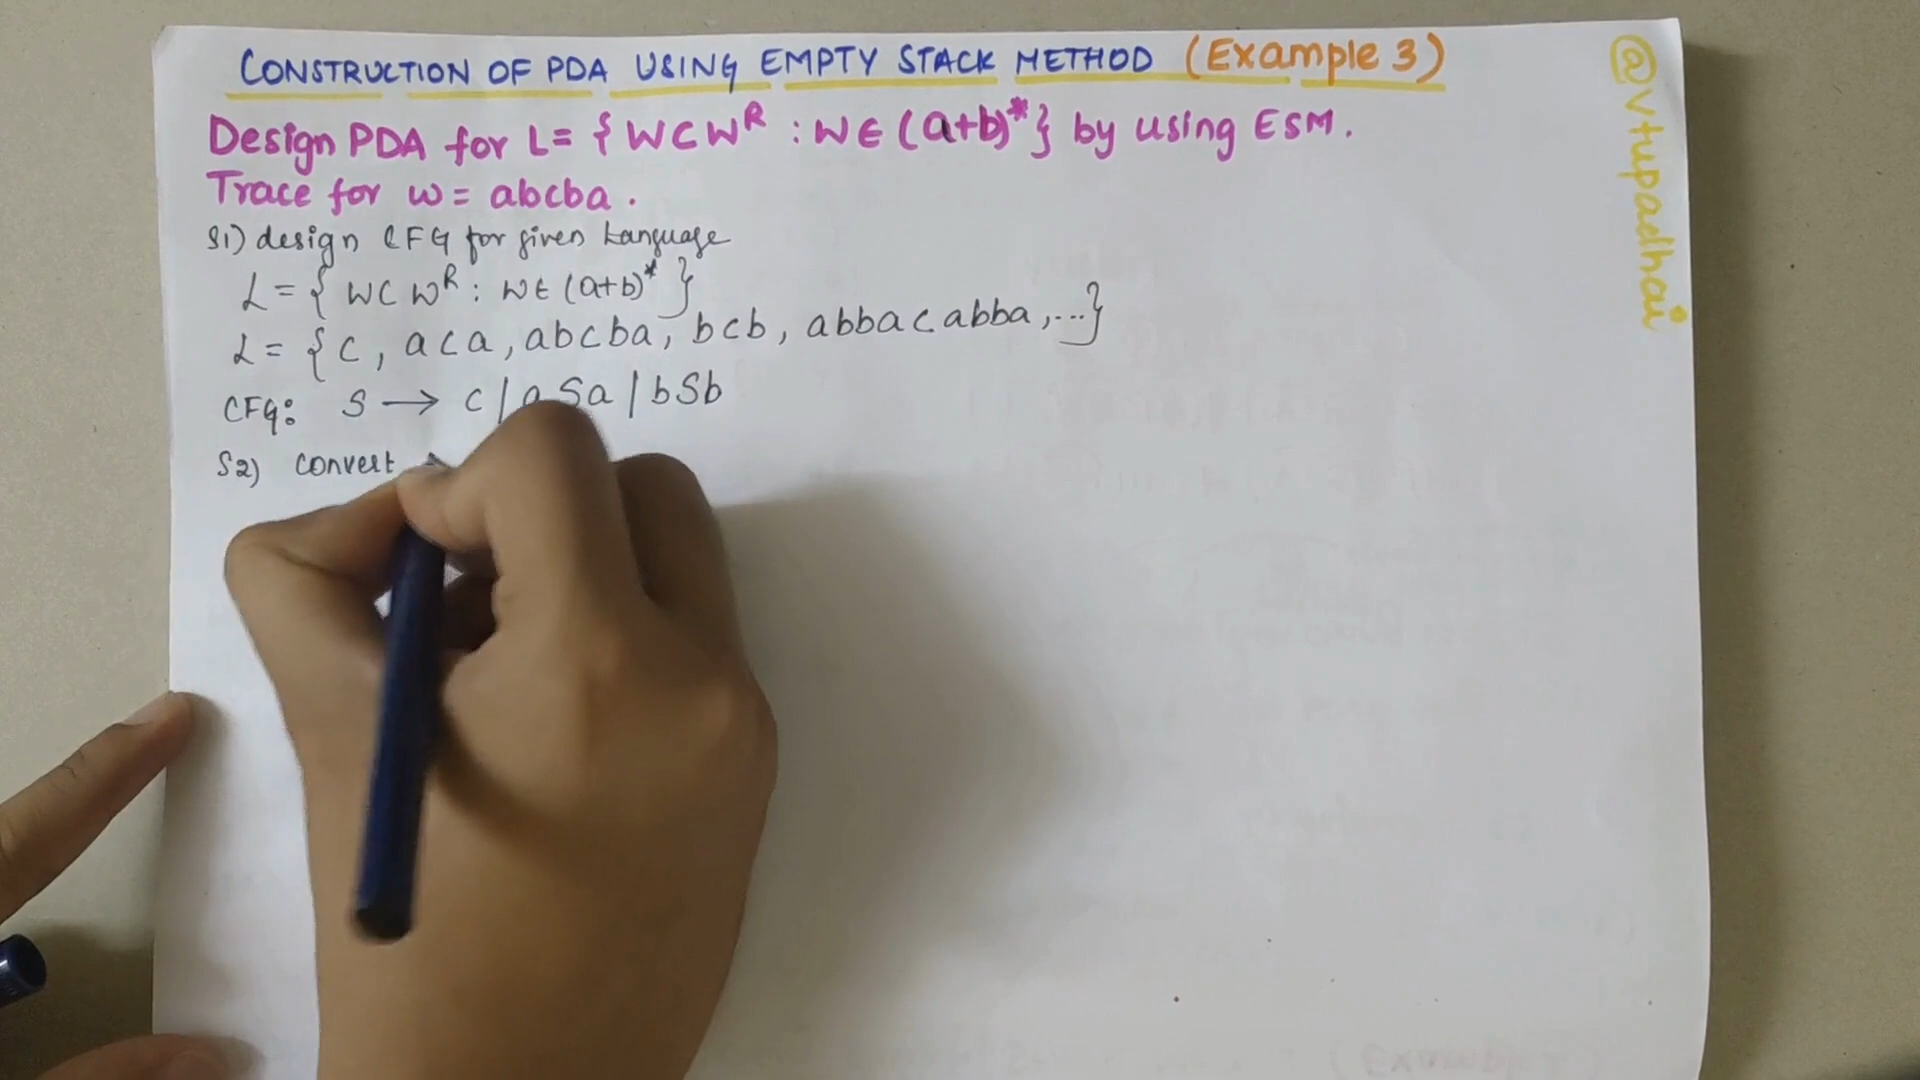 CONSTRUCTION OF PDA USING EMPTY STACK METHOD (Example 3)
Design PDA for L= { WCW^R : W∈ (a+b)* } by using ESM.
Trace for w = abcba.
S1) design CFG for given Language
L = { WCW^R : W∈ (a+b)* }
L = { c, aca, abcba, bcb, abbacabba, ...}
CFG: S → c | aSa | bSb
S2) convert
@vtupadhai